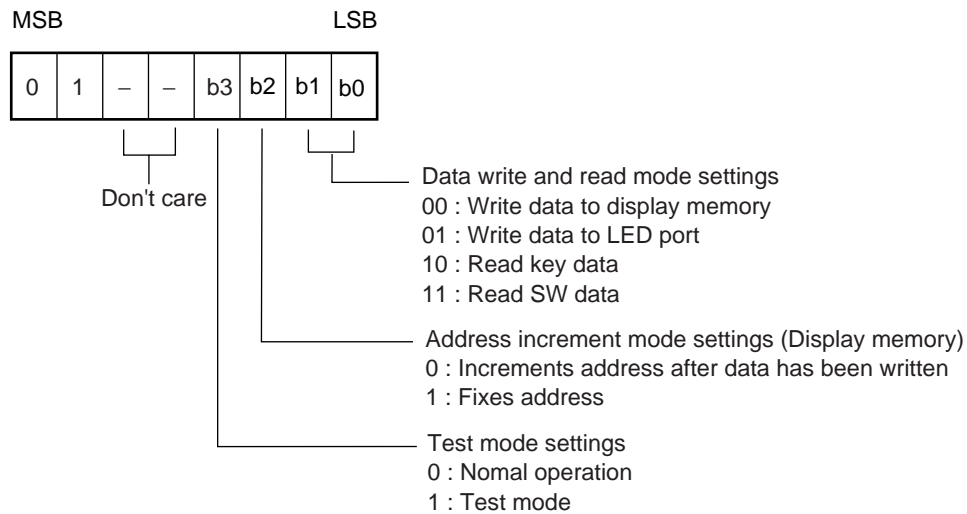 MSB LSB
0 1 – – b3 b2 b1 b0
Don't care
Data write and read mode settings
00 : Write data to display memory
01 : Write data to LED port
10 : Read key data
11 : Read SW data
Address increment mode settings (Display memory)
0 : Increments address after data has been written
1 : Fixes address
Test mode settings
0 : Nomal operation
1 : Test mode